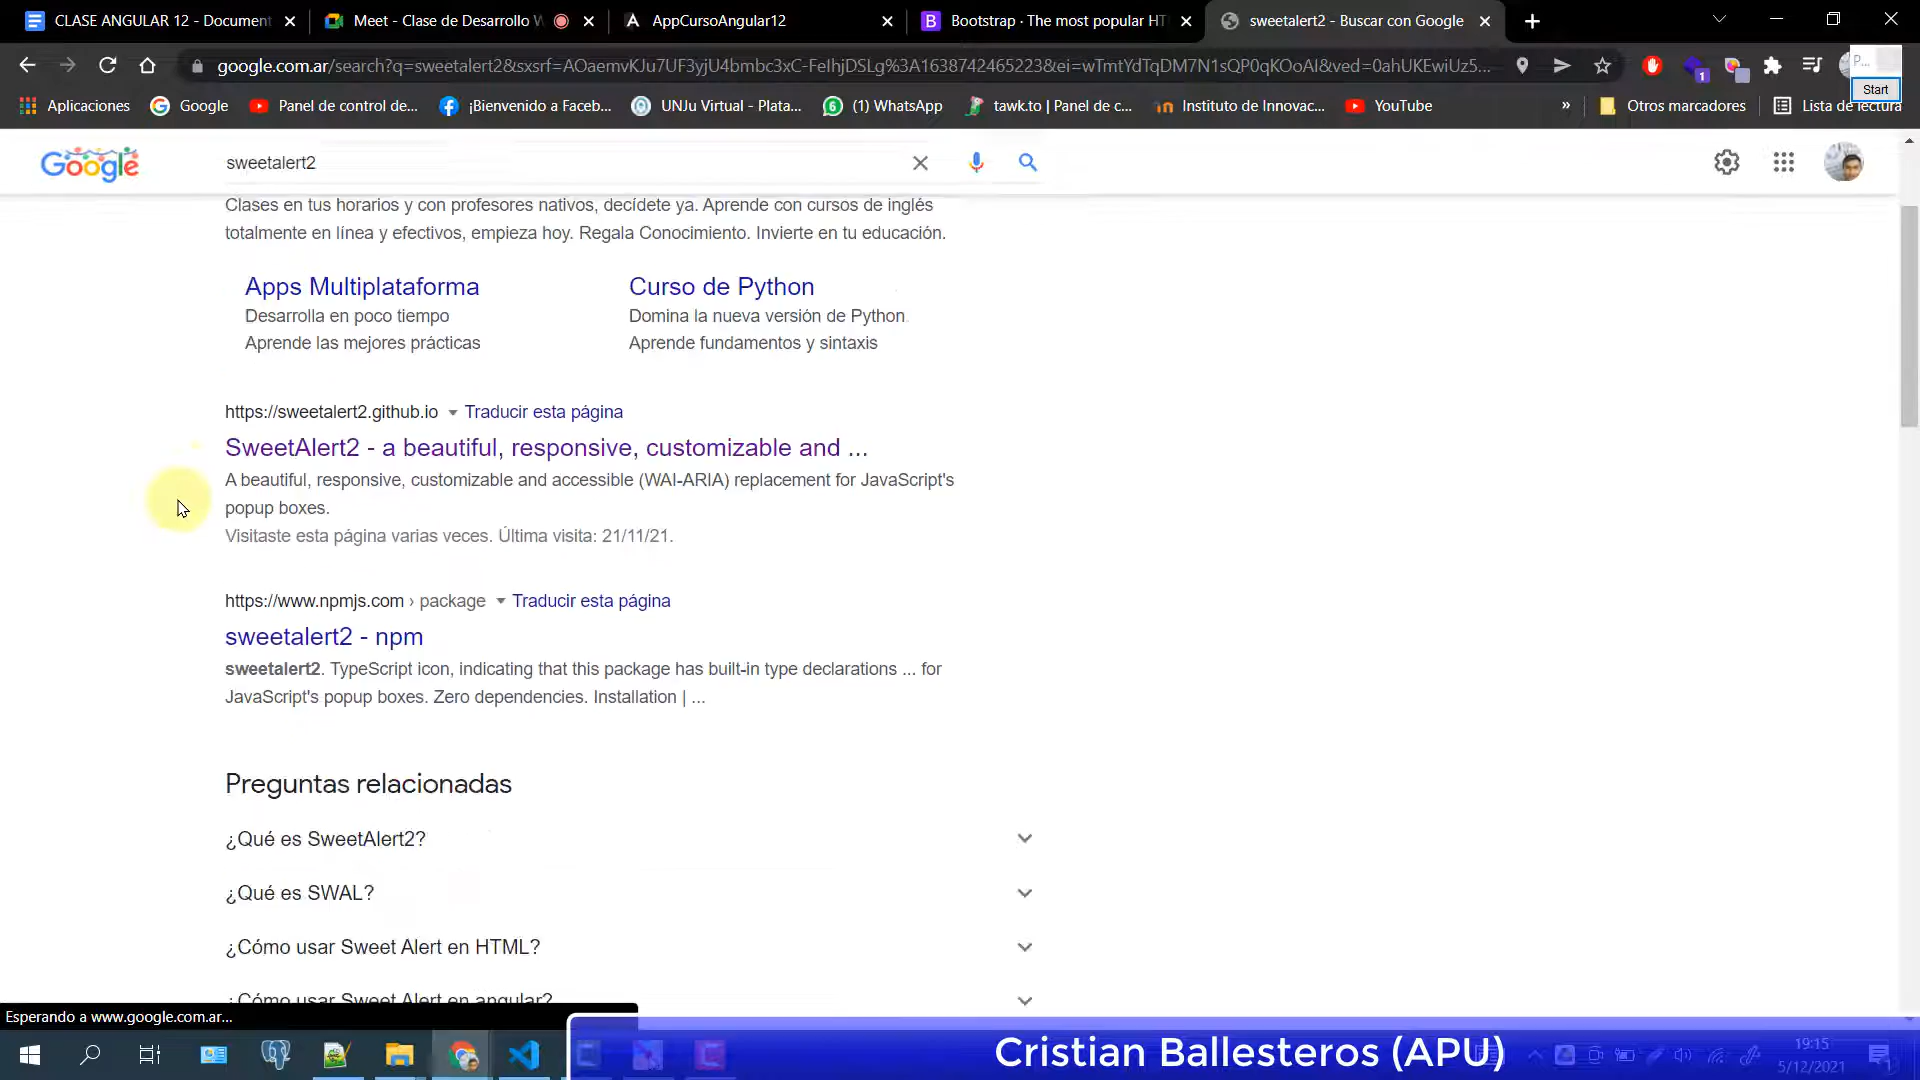 CLASE ANGULAR 12 - Document
Meet - Clase de Desarrollo W
AppCursoAngular12
Bootstrap · The most popular HT
sweetalert2 - Buscar con Google
google.com.ar/search?q=sweetalert2&sxsrf=AOaemvKJu7UF3yjU4bmbc3xC-FeIhjDSLg%3A1638742465223&ei=wTmtYdTqDM7N1sQP0qKOoAI&ved=0ahUKEwiUz5...
1
P...
Start
Aplicaciones
Google
Panel de control de...
¡Bienvenido a Faceb...
UNJu Virtual - Plata...
(1) WhatsApp
tawk.to | Panel de c...
Instituto de Innovac...
YouTube
»
Otros marcadores
Lista de lectura
Google
sweetalert2
Clases en tus horarios y con profesores nativos, decídete ya. Aprende con cursos de inglés
totalmente en línea y efectivos, empieza hoy. Regala Conocimiento. Invierte en tu educación.
Apps Multiplataforma
Desarrolla en poco tiempo
Aprende las mejores prácticas
Curso de Python
Domina la nueva versión de Python
Aprende fundamentos y sintaxis
https://sweetalert2.github.io Traducir esta página
SweetAlert2 - a beautiful, responsive, customizable and ...
A beautiful, responsive, customizable and accessible (WAI-ARIA) replacement for JavaScript's
popup boxes.
Visitaste esta página varias veces. Última visita: 21/11/21.
https://www.npmjs.com › package Traducir esta página
sweetalert2 - npm
sweetalert2. TypeScript icon, indicating that this package has built-in type declarations ... for
JavaScript's popup boxes. Zero dependencies. Installation | ...
Preguntas relacionadas
¿Qué es SweetAlert2?
¿Qué es SWAL?
¿Cómo usar Sweet Alert en HTML?
¿Cómo usar Sweet Alert en angular?
Esperando a www.google.com.ar...
Cristian Ballesteros (APU)
19:15
5/12/2021